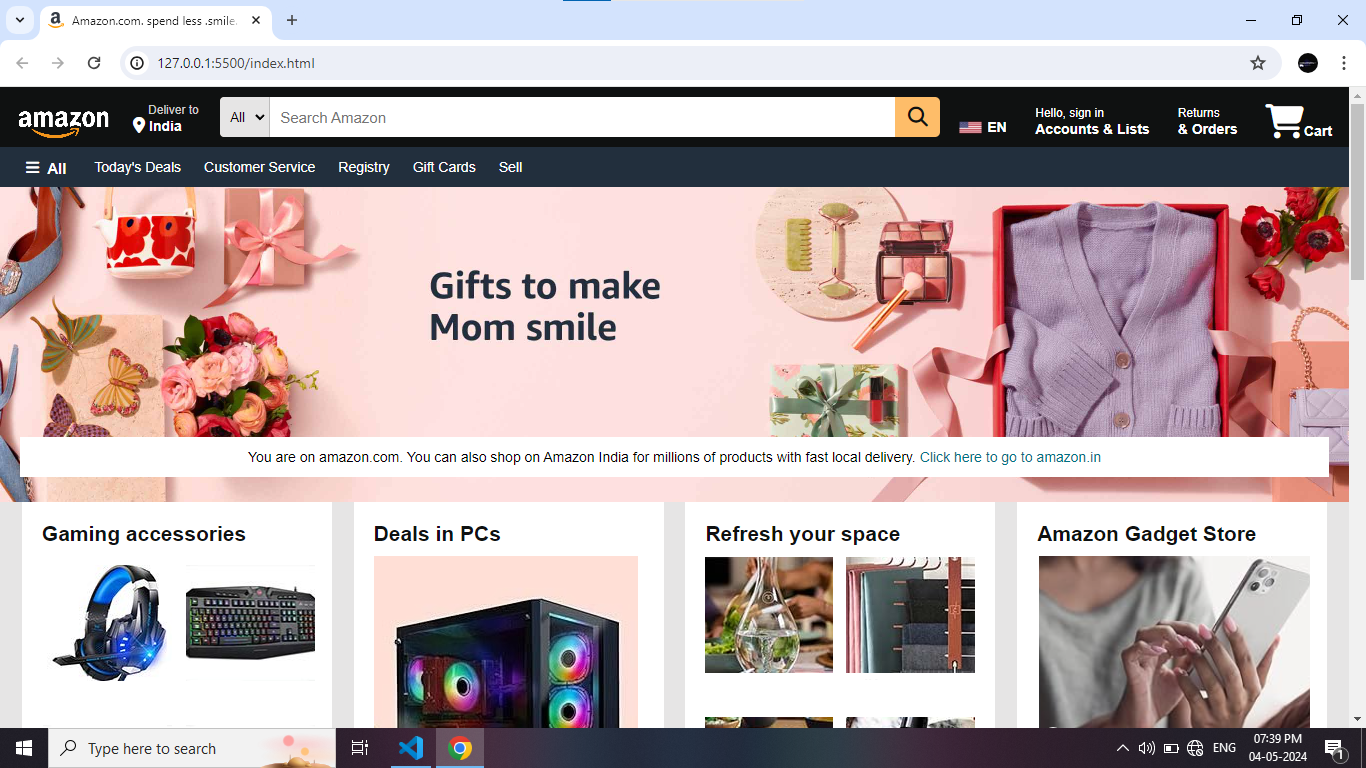 Amazon.com. spend less .smile.
127.0.0.1:5500/index.html
amazon
Deliver to
India
All
Search Amazon
EN
Hello, sign in
Accounts & Lists
Returns
& Orders
Cart
All
Today's Deals
Customer Service
Registry
Gift Cards
Sell
Gifts to make
Mom smile
You are on amazon.com. You can also shop on Amazon India for millions of products with fast local delivery. Click here to go to amazon.in
Gaming accessories
Deals in PCs
Refresh your space
Amazon Gadget Store
Type here to search
ENG
07:39 PM
04-05-2024
1